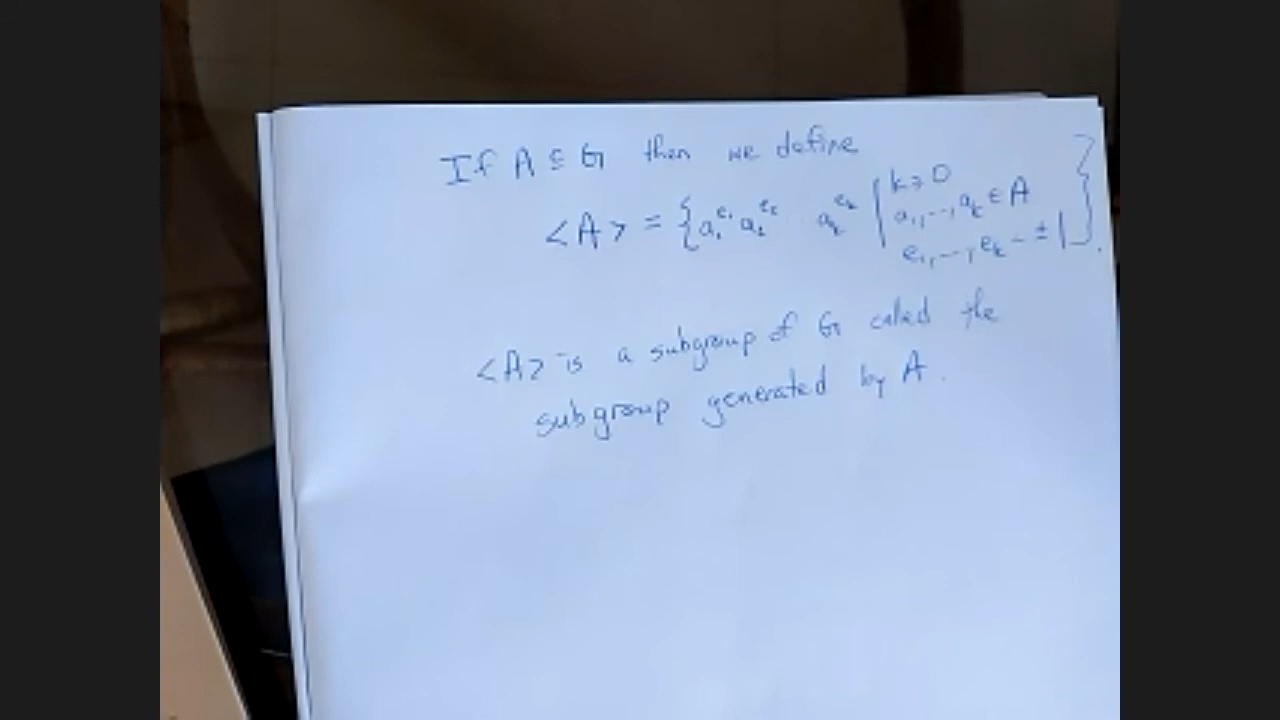 If A ⊆ G then we define
<A> = { a₁^e₁ a₂^e₂ a_k^e_k | k ≥ 0
a₁, ..., a_k ∈ A
e₁, ..., e_k = ±1 }.
<A> is a subgroup of G called the
subgroup generated by A.